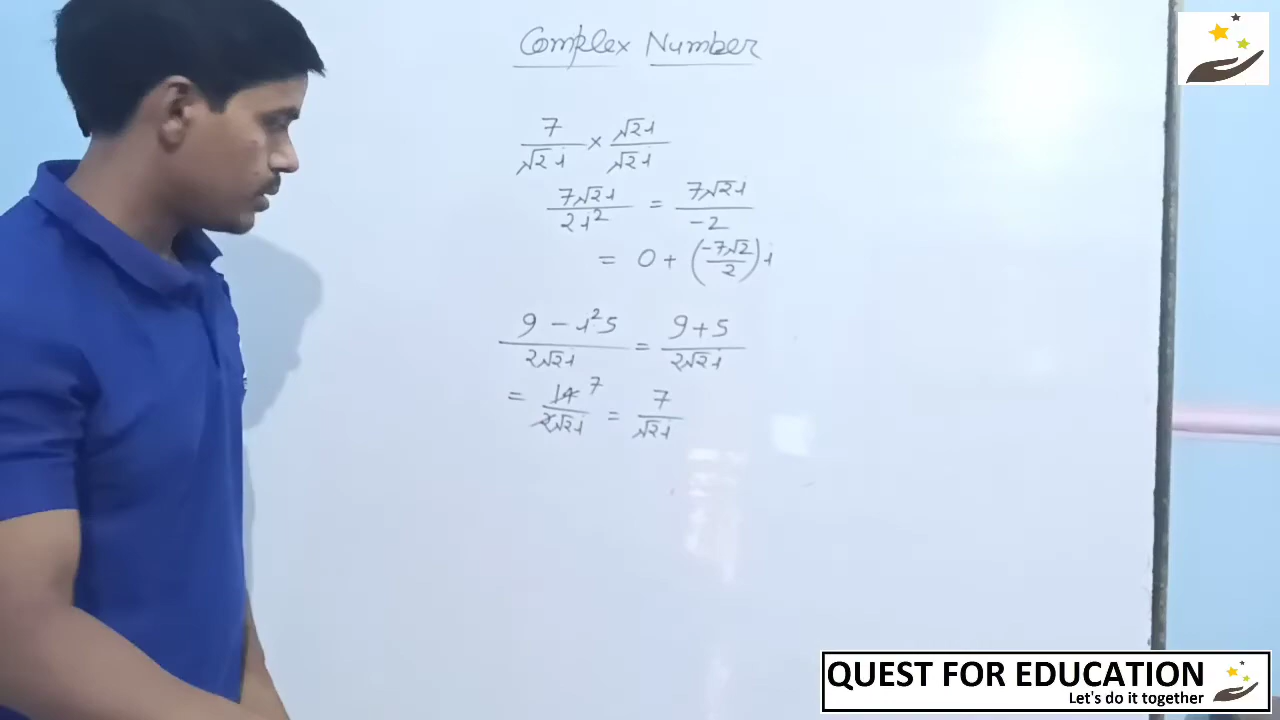 Complex Number
7/√2i × √2i/√2i
7√2i/2i² = 7√2i/-2
= 0 + (-7√2/2)i
9 - i²5/2√2i = 9+5/2√2i
= 14 7/2√2i = 7/√2i
QUEST FOR EDUCATION
Let's do it together